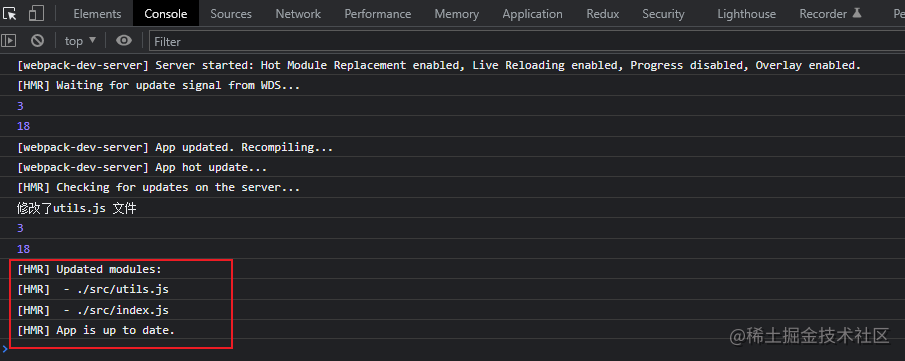 Elements Console Sources Network Performance Memory Application Redux Security Lighthouse Recorder Pe
top Filter
[webpack-dev-server] Server started: Hot Module Replacement enabled, Live Reloading enabled, Progress disabled, Overlay enabled.
[HMR] Waiting for update signal from WDS...
3
18
[webpack-dev-server] App updated. Recompiling...
[webpack-dev-server] App hot update...
[HMR] Checking for updates on the server...
修改了utils.js 文件
3
18
[HMR] Updated modules:
[HMR]  - ./src/utils.js
[HMR]  - ./src/index.js
[HMR] App is up to date.
@稀土掘金技术社区